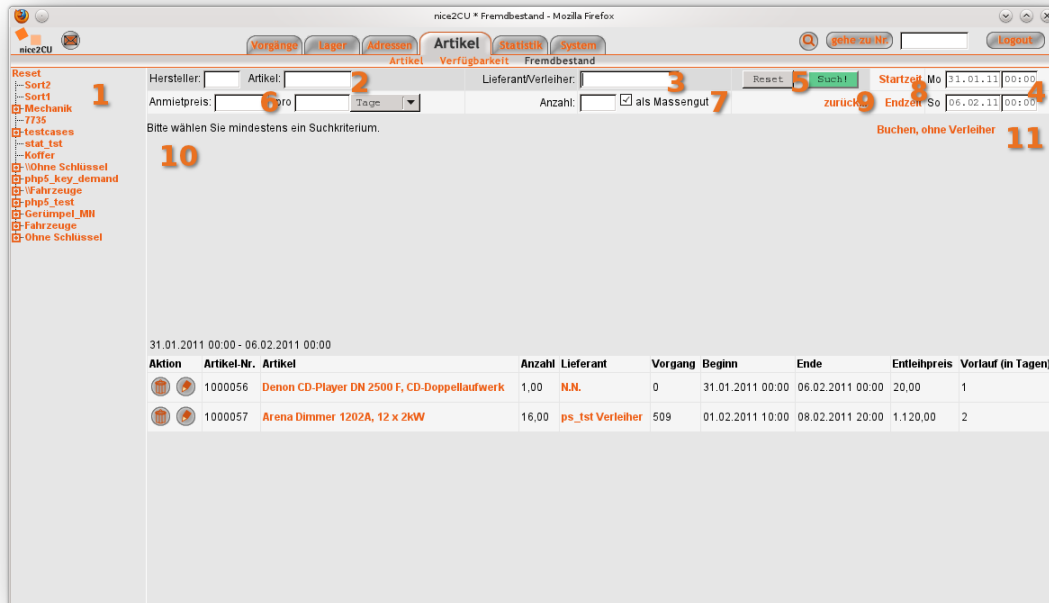 nice2CU * Fremdbestand - Mozilla Firefox
nice2CU
Vorgänge Lager Adressen Artikel Statistik System
gehe zu Nr. Logout
Artikel Verfügbarkeit Fremdbestand
Reset
Sort2
Sort1
Mechanik
7735
testcases
stat_tst
Koffer
\\Ohne Schlüssel
php5_key_demand
\\Fahrzeuge
php5_test
Gerümpel_MN
Fahrzeuge
Ohne Schlüssel
1
Hersteller: Artikel: 2 Lieferant/Verleiher: 3 Reset 5 Such! Startzeit Mo 31.01.11 00:00
8 4
Anmietpreis: 6 pro Tage Anzahl: als Massengut 7 zurück 9 Endzeit So 06.02.11 00:00
Bitte wählen Sie mindestens ein Suchkriterium. Buchen, ohne Verleiher 11
10
31.01.2011 00:00 - 06.02.2011 00:00
Aktion Artikel-Nr. Artikel Anzahl Lieferant Vorgang Beginn Ende Entleihpreis Vorlauf (in Tagen)
1000056 Denon CD-Player DN 2500 F, CD-Doppellaufwerk 1,00 N.N. 0 31.01.2011 00:00 06.02.2011 00:00 20,00 1
1000057 Arena Dimmer 1202A, 12 x 2kW 16,00 ps_tst Verleiher 509 01.02.2011 10:00 08.02.2011 20:00 1.120,00 2